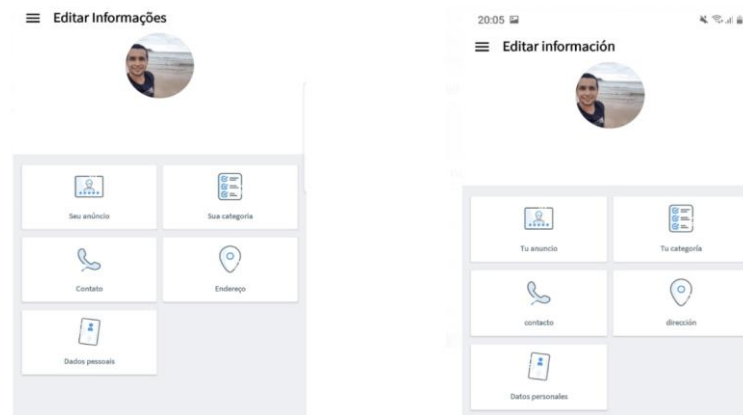 Editar Informações
Seu anúncio
Sua categoria
Contato
Endereço
Dados pessoais
20:05
Editar información
Tu anuncio
Tu categoría
contacto
dirección
Datos personales